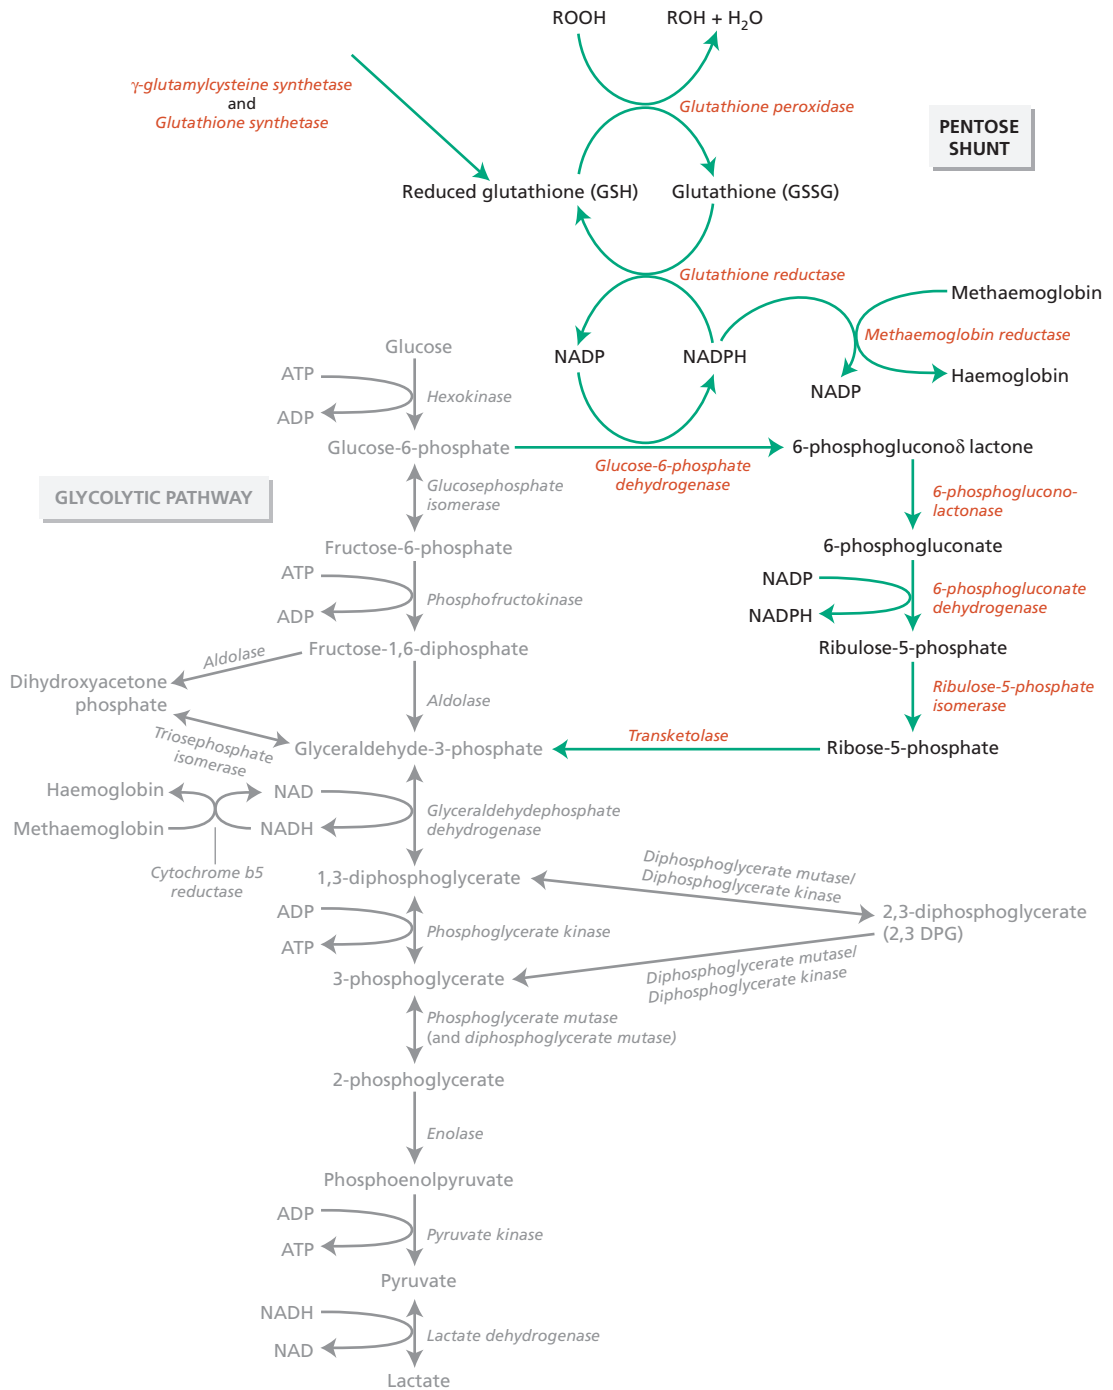 ROOH
ROH + H₂O
γ-glutamylcysteine synthetase
and
Glutathione synthetase
Glutathione peroxidase
PENTOSE
SHUNT
Reduced glutathione (GSH)
Glutathione (GSSG)
Glutathione reductase
Methaemoglobin
Methaemoglobin reductase
Glucose
NADP
NADPH
Haemoglobin
NADP
ATP
Hexokinase
ADP
Glucose-6-phosphate
6-phosphogluconoδ lactone
Glucose-6-phosphate
dehydrogenase
GLYCOLYTIC PATHWAY
Glucosephosphate
isomerase
6-phosphoglucono-
lactonase
Fructose-6-phosphate
6-phosphogluconate
ATP
Phosphofructokinase
ADP
NADP
6-phosphogluconate
dehydrogenase
NADPH
Fructose-1,6-diphosphate
Ribulose-5-phosphate
Aldolase
Dihydroxyacetone
phosphate
Aldolase
Ribulose-5-phosphate
isomerase
Triosephosphate
isomerase
Glyceraldehyde-3-phosphate
Transketolase
Ribose-5-phosphate
Haemoglobin
NAD
Methaemoglobin
NADH
Glyceraldehydephosphate
dehydrogenase
Cytochrome b5
reductase
1,3-diphosphoglycerate
Diphosphoglycerate mutase/
Diphosphoglycerate kinase
ADP
Phosphoglycerate kinase
ATP
2,3-diphosphoglycerate
(2,3 DPG)
3-phosphoglycerate
Diphosphoglycerate mutase/
Diphosphoglycerate kinase
Phosphoglycerate mutase
(and diphosphoglycerate mutase)
2-phosphoglycerate
Enolase
Phosphoenolpyruvate
ADP
Pyruvate kinase
ATP
Pyruvate
NADH
Lactate dehydrogenase
NAD
Lactate